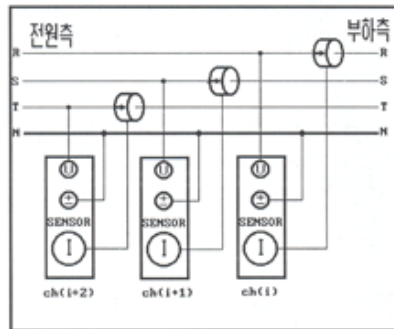 전원측 부하측
R R
S S
T T
N N
U U U
± ± ±
SENSOR SENSOR SENSOR
I I I
ch(i+2) ch(i+1) ch(i)